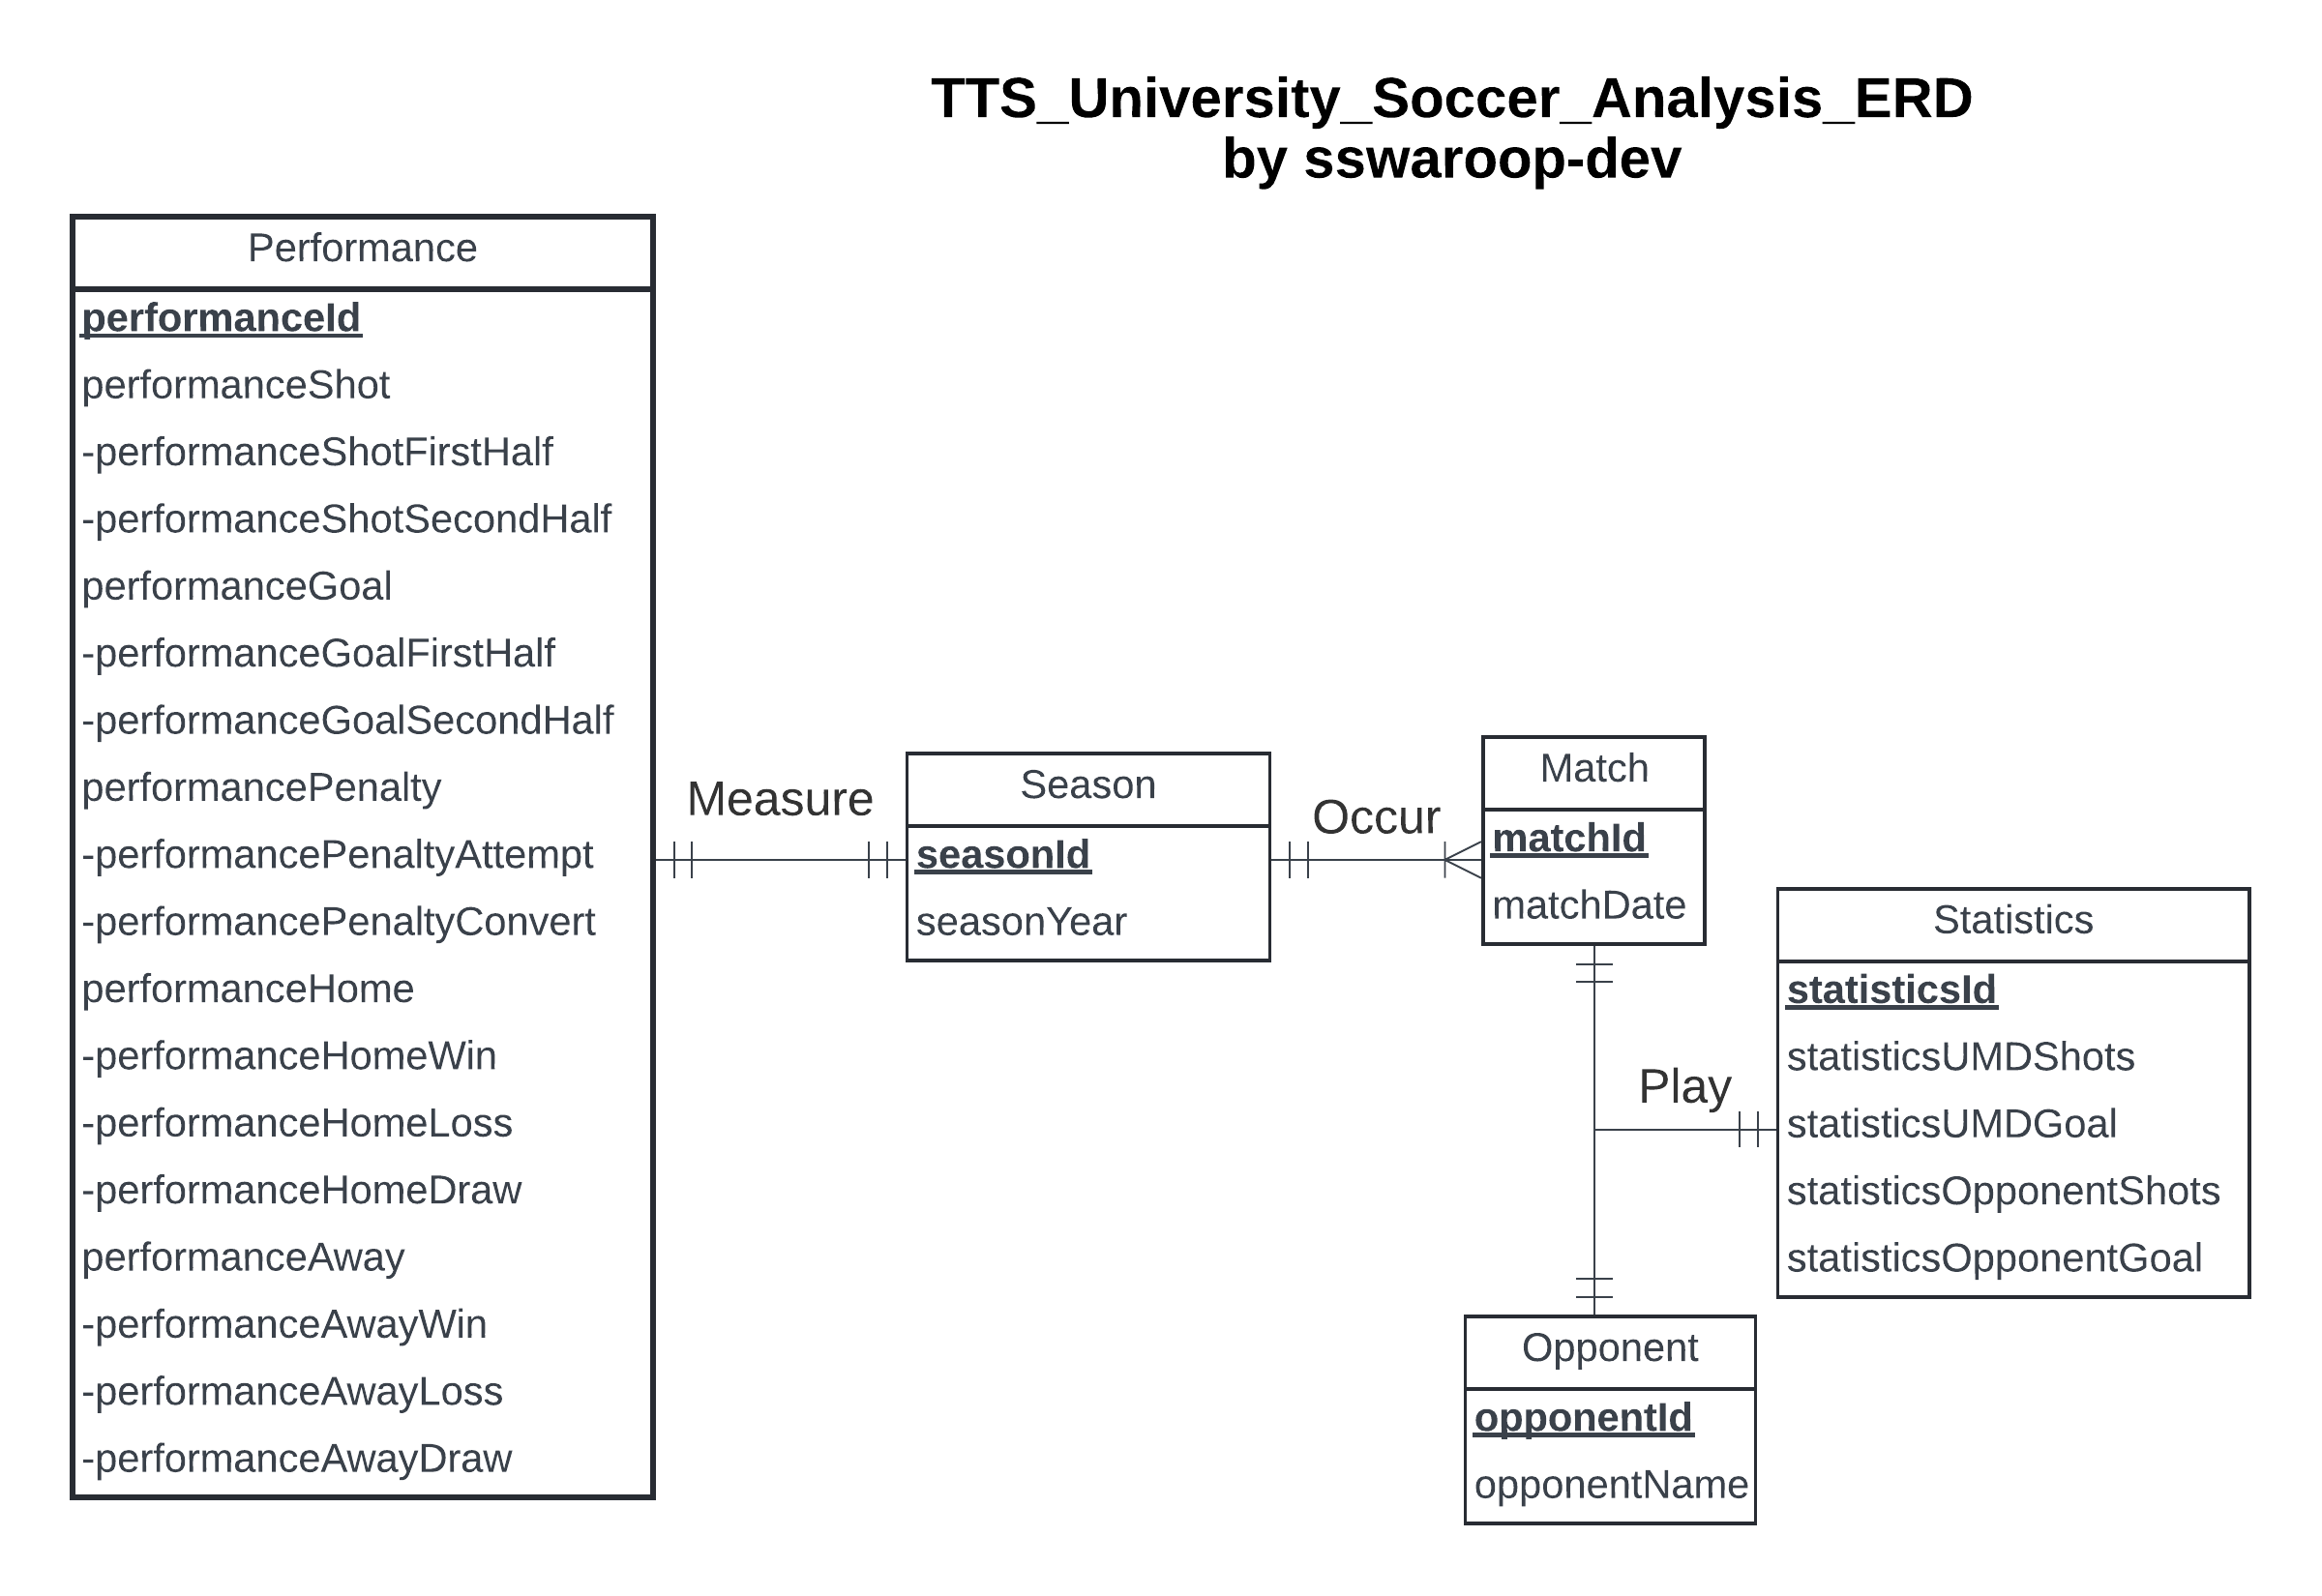 TTS_University_Soccer_Analysis_ERD
by sswaroop-dev
Performance
performanceId
performanceShot
-performanceShotFirstHalf
-performanceShotSecondHalf
performanceGoal
-performanceGoalFirstHalf
-performanceGoalSecondHalf
performancePenalty
-performancePenaltyAttempt
-performancePenaltyConvert
performanceHome
-performanceHomeWin
-performanceHomeLoss
-performanceHomeDraw
performanceAway
-performanceAwayWin
-performanceAwayLoss
-performanceAwayDraw
Measure
Season
seasonId
seasonYear
Occur
Match
matchId
matchDate
Play
Statistics
statisticsId
statisticsUMDShots
statisticsUMDGoal
statisticsOpponentShots
statisticsOpponentGoal
Opponent
opponentId
opponentName